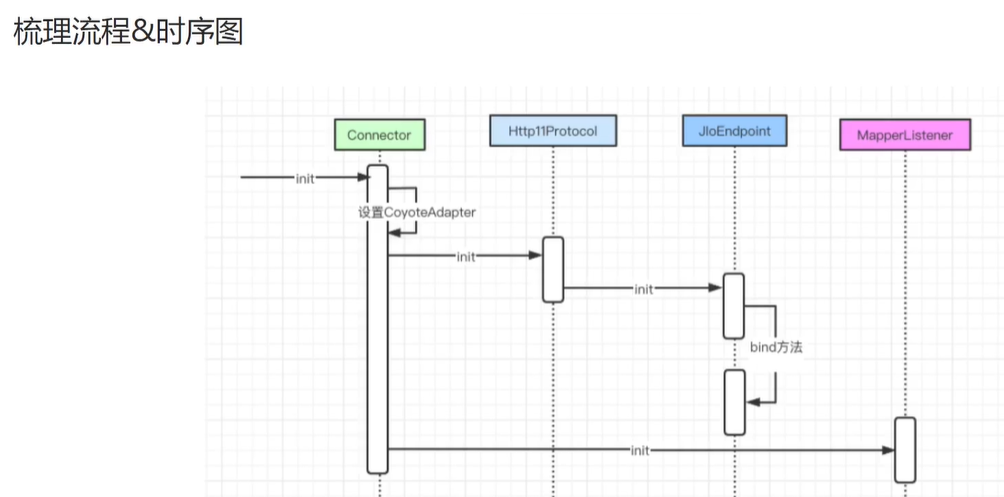 梳理流程&时序图
Connector
Http11Protocol
JIoEndpoint
MapperListener
init
设置CoyoteAdapter
init
init
bind方法
init